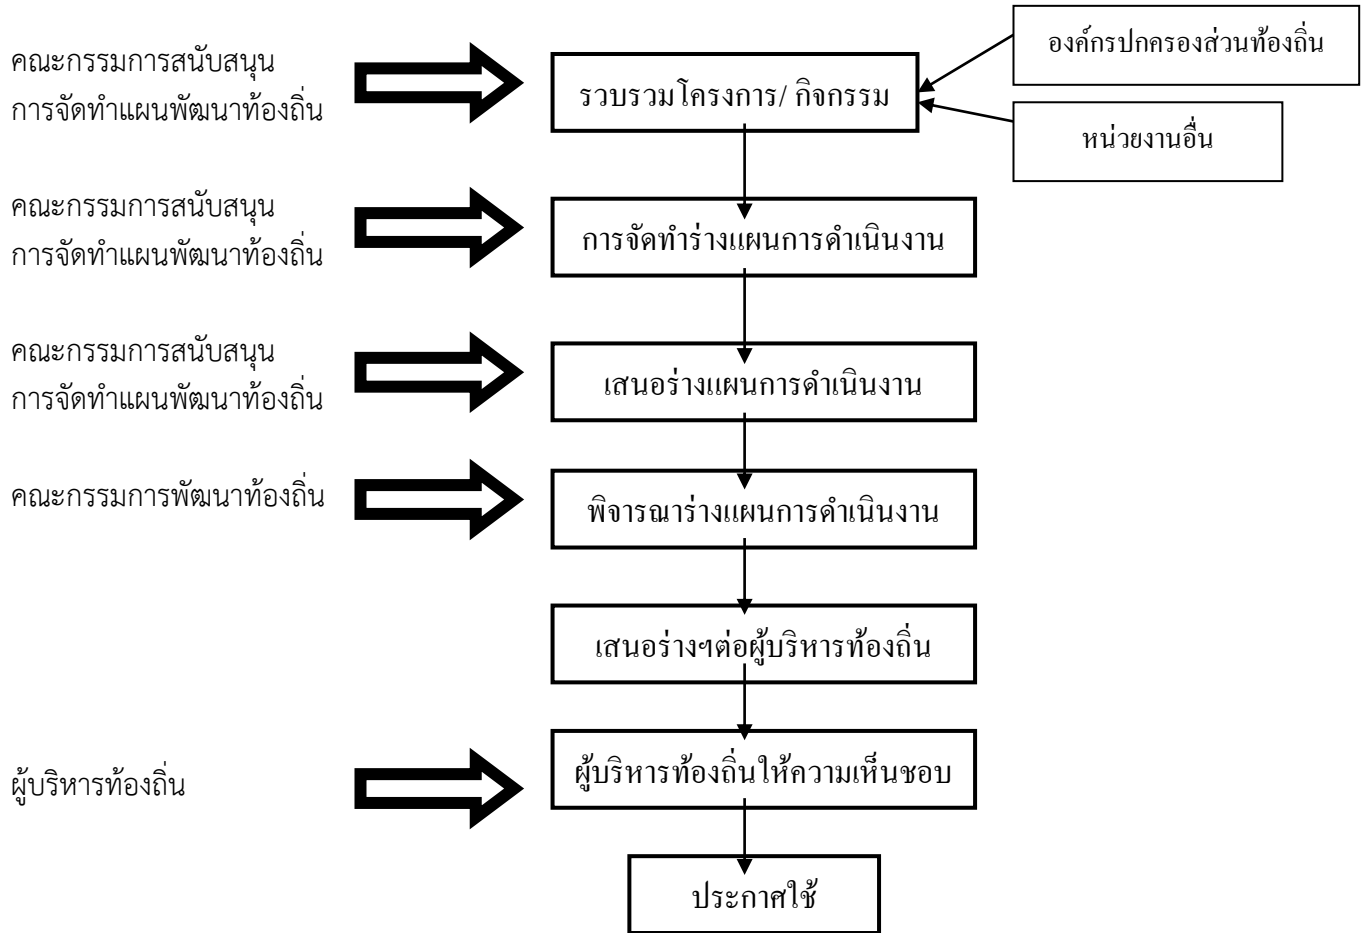 คณะกรรมการสนับสนุน
การจัดทำแผนพัฒนาท้องถิ่น
รวบรวมโครงการ/ กิจกรรม
องค์กรปกครองส่วนท้องถิ่น
หน่วยงานอื่น
คณะกรรมการสนับสนุน
การจัดทำแผนพัฒนาท้องถิ่น
การจัดทำร่างแผนการดำเนินงาน
คณะกรรมการสนับสนุน
การจัดทำแผนพัฒนาท้องถิ่น
เสนอร่างแผนการดำเนินงาน
คณะกรรมการพัฒนาท้องถิ่น
พิจารณาร่างแผนการดำเนินงาน
เสนอร่างฯต่อผู้บริหารท้องถิ่น
ผู้บริหารท้องถิ่น
ผู้บริหารท้องถิ่นให้ความเห็นชอบ
ประกาศใช้